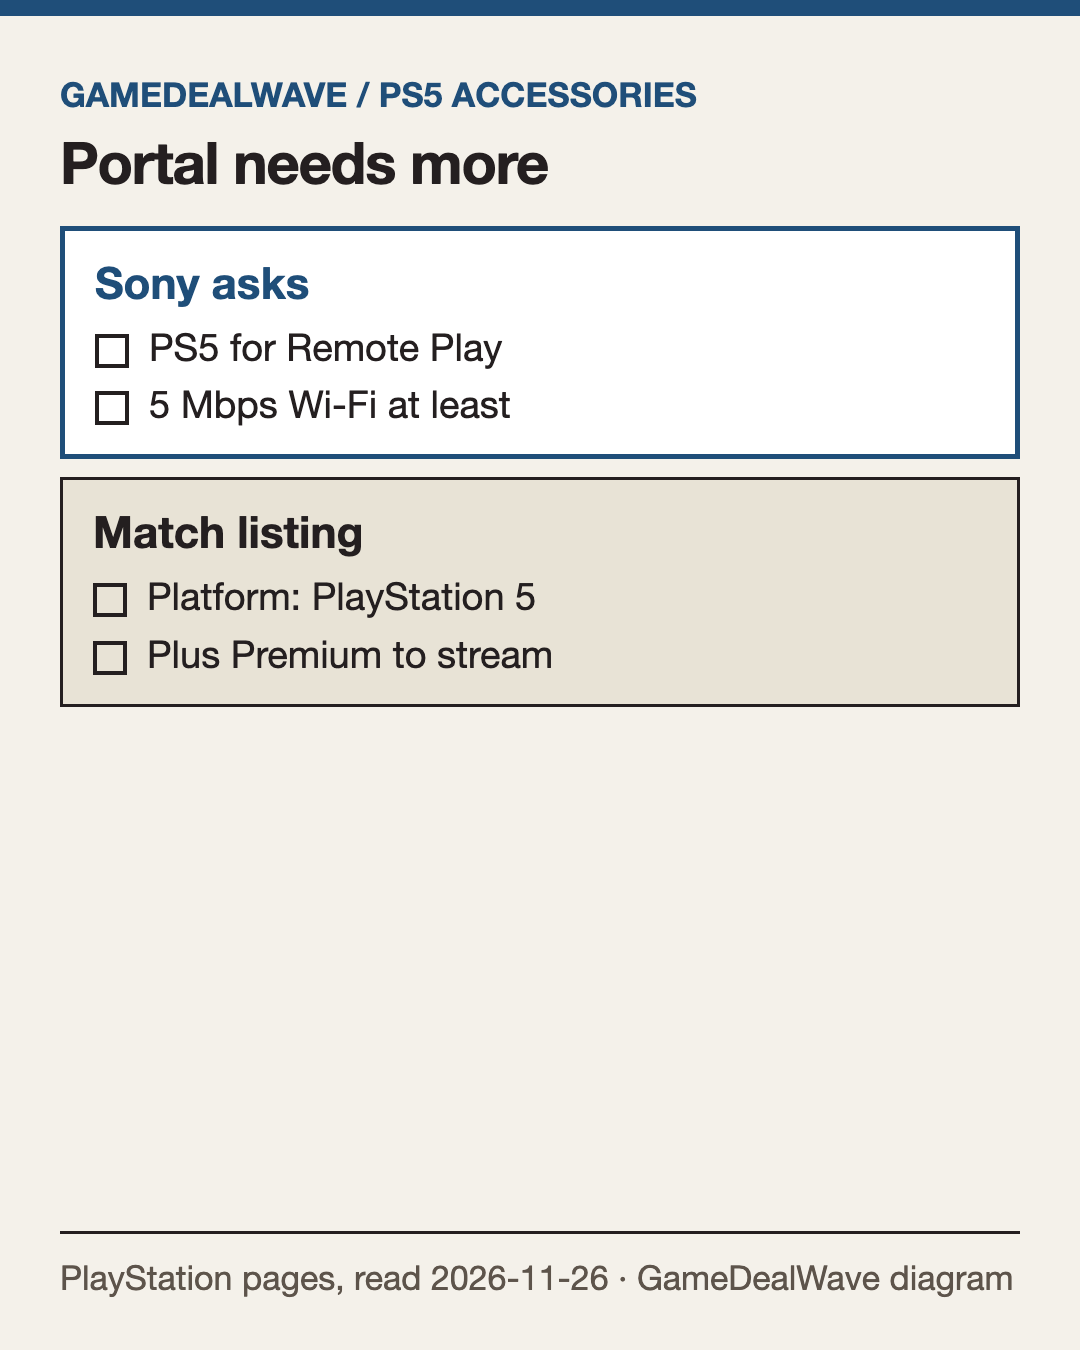 GAMEDEALWAVE / PS5 ACCESSORIES
Portal needs more
Sony asks
PS5 for Remote Play
5 Mbps Wi-Fi at least
Match listing
Platform: PlayStation 5
Plus Premium to stream
PlayStation pages, read 2026-11-26 · GameDealWave diagram